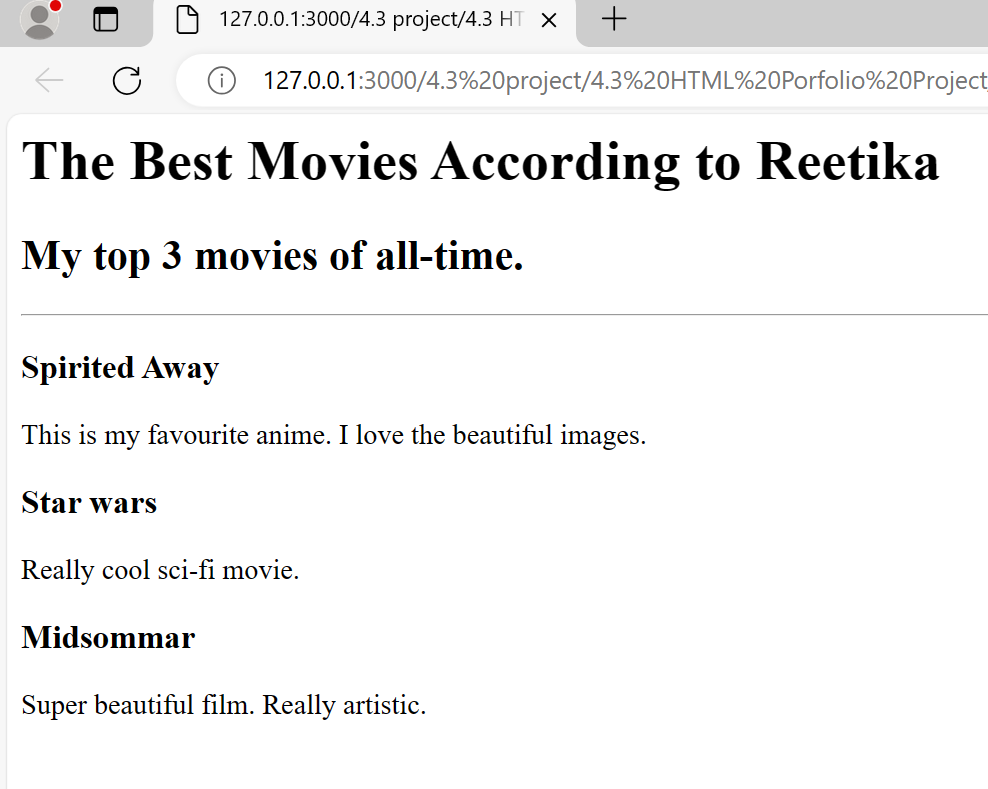 127.0.0.1:3000/4.3 project/4.3 HT
127.0.0.1:3000/4.3%20project/4.3%20HTML%20Porfolio%20Project
The Best Movies According to Reetika
My top 3 movies of all-time.
Spirited Away
This is my favourite anime. I love the beautiful images.
Star wars
Really cool sci-fi movie.
Midsommar
Super beautiful film. Really artistic.